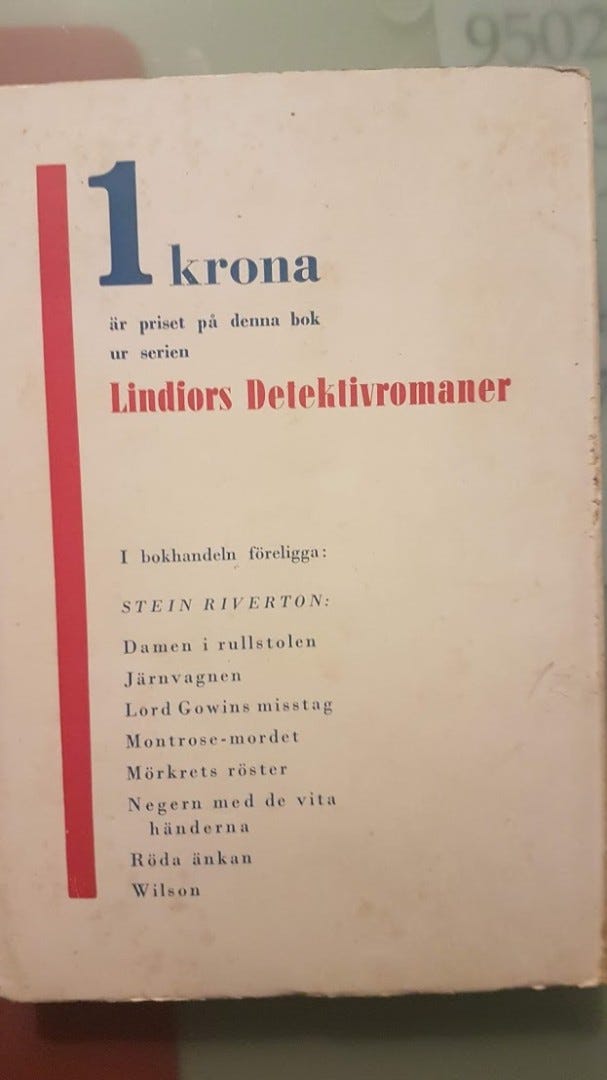 9502
1 krona
är priset på denna bok
ur serien
Lindfors Detektivromaner
I bokhandeln föreligga:
STEIN RIVERTON:
Damen i rullstolen
Järnvagnen
Lord Gowins misstag
Montrose-mordet
Mörkrets röster
Negern med de vita
händerna
Röda änkan
Wilson